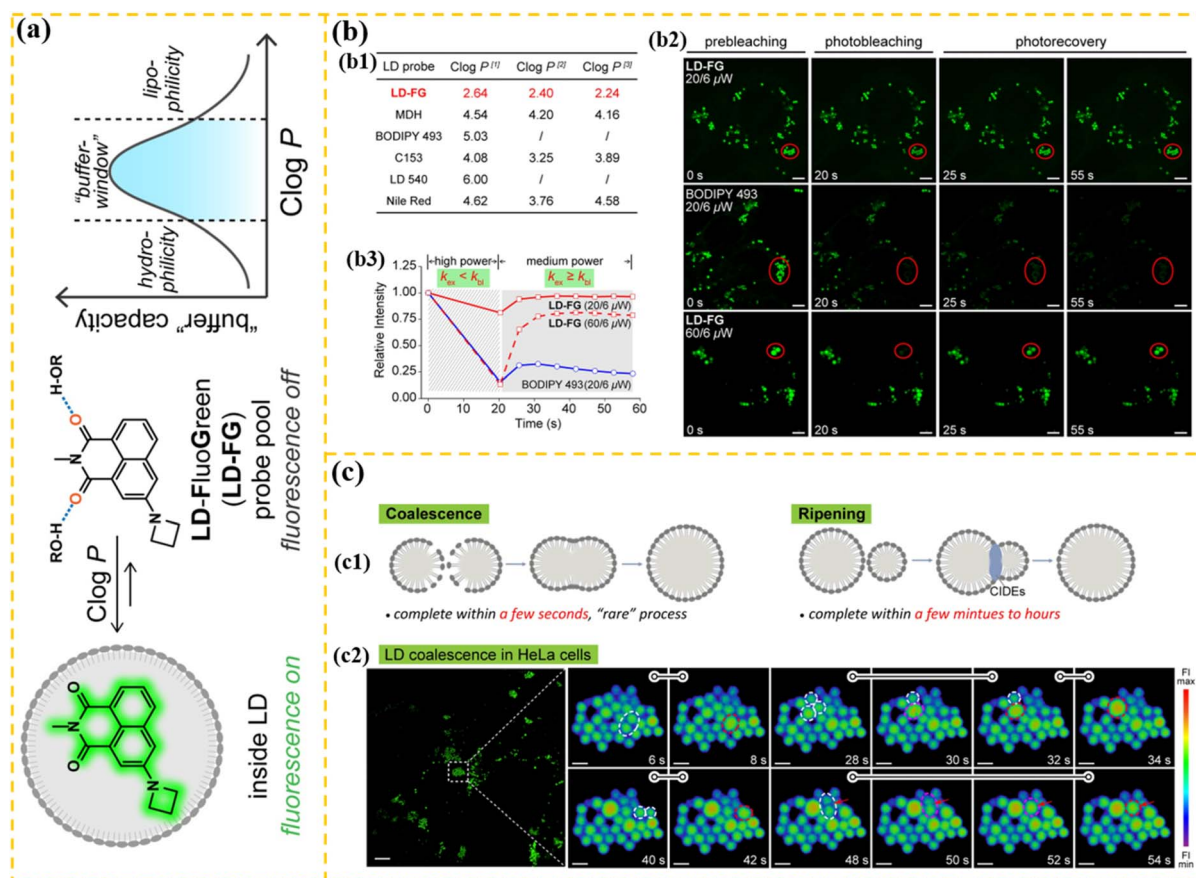 (a)
"buffer" capacity
hydro-
philicity
"buffer-
window"
lipo-
philicity
Clog P
H-OR
O
N
O
RO-H
N
LD-FluoGreen
(LD-FG)
probe pool
fluorescence off
Clog P
O
N
O
N
inside LD
fluorescence on
(b)
(b1)
LD probe Clog P [1] Clog P [2] Clog P [3]
LD-FG 2.64 2.40 2.24
MDH 4.54 4.20 4.16
BODIPY 493 5.03 / /
C153 4.08 3.25 3.89
LD 540 6.00 / /
Nile Red 4.62 3.76 4.58
(b2)
prebleaching photobleaching photorecovery
LD-FG
20/6 µW
0 s 20 s 25 s 55 s
BODIPY 493
20/6 µW
0 s 20 s 25 s 55 s
LD-FG
60/6 µW
0 s 20 s 25 s 55 s
(b3)
high power medium power
kex < kbl kex ≥ kbl
1.25
1.00
0.75
0.50
0.25
0.00
Relative Intensity
LD-FG (20/6 µW)
LD-FG (60/6 µW)
BODIPY 493 (20/6 µW)
0 10 20 30 40 50 60
Time (s)
(c)
(c1)
Coalescence
• complete within a few seconds, "rare" process
Ripening
CIDEs
• complete within a few mintues to hours
(c2)
LD coalescence in HeLa cells
6 s 8 s 28 s 30 s 32 s 34 s
40 s 42 s 48 s 50 s 52 s 54 s
FI
max
FI
min